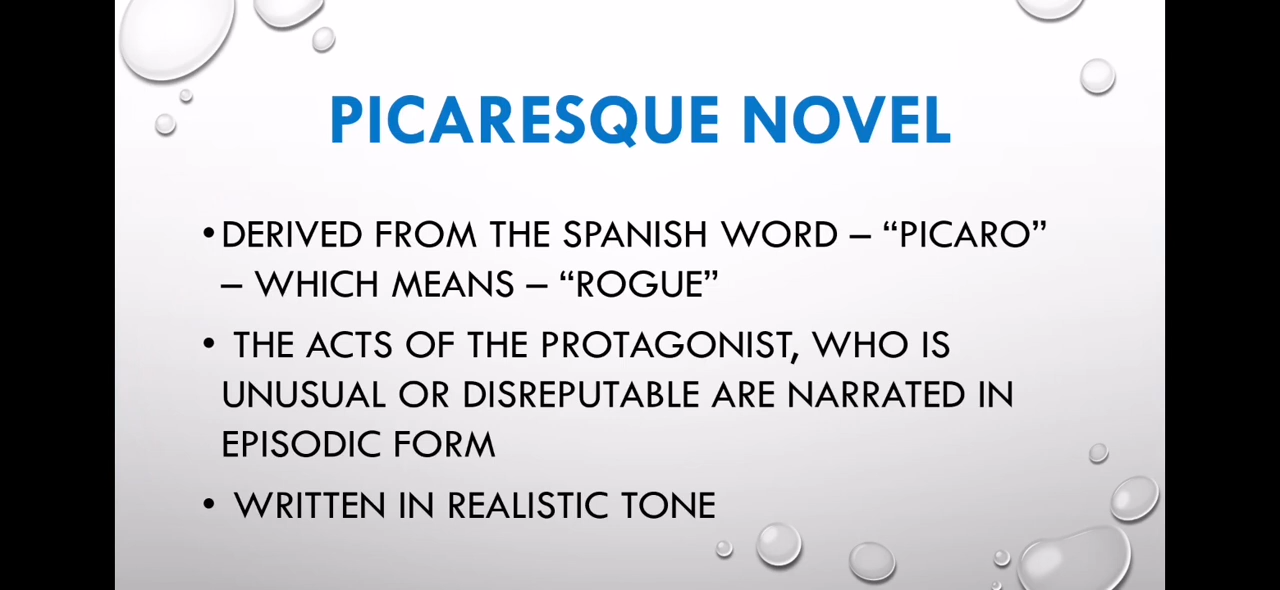 PICARESQUE NOVEL
•DERIVED FROM THE SPANISH WORD – “PICARO”
– WHICH MEANS – “ROGUE”
• THE ACTS OF THE PROTAGONIST, WHO IS
UNUSUAL OR DISREPUTABLE ARE NARRATED IN
EPISODIC FORM
• WRITTEN IN REALISTIC TONE